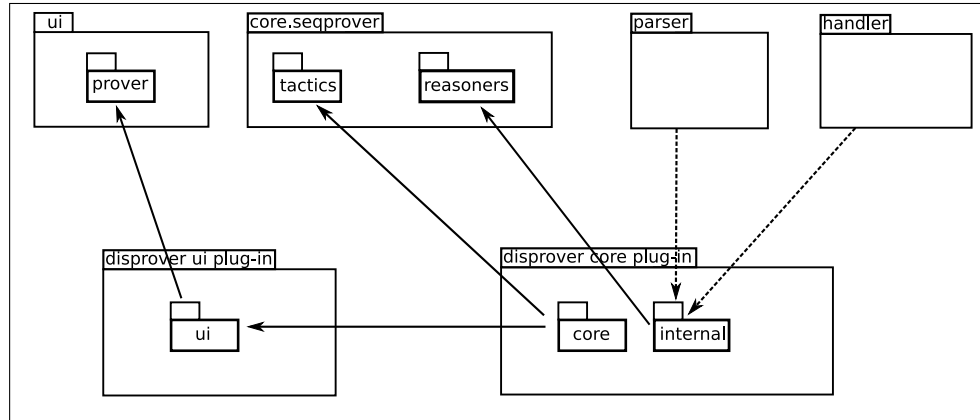 ui
core.seqprover
parser
handler
prover
tactics
reasoners
disprover ui plug-in
disprover core plug-in
ui
core
internal